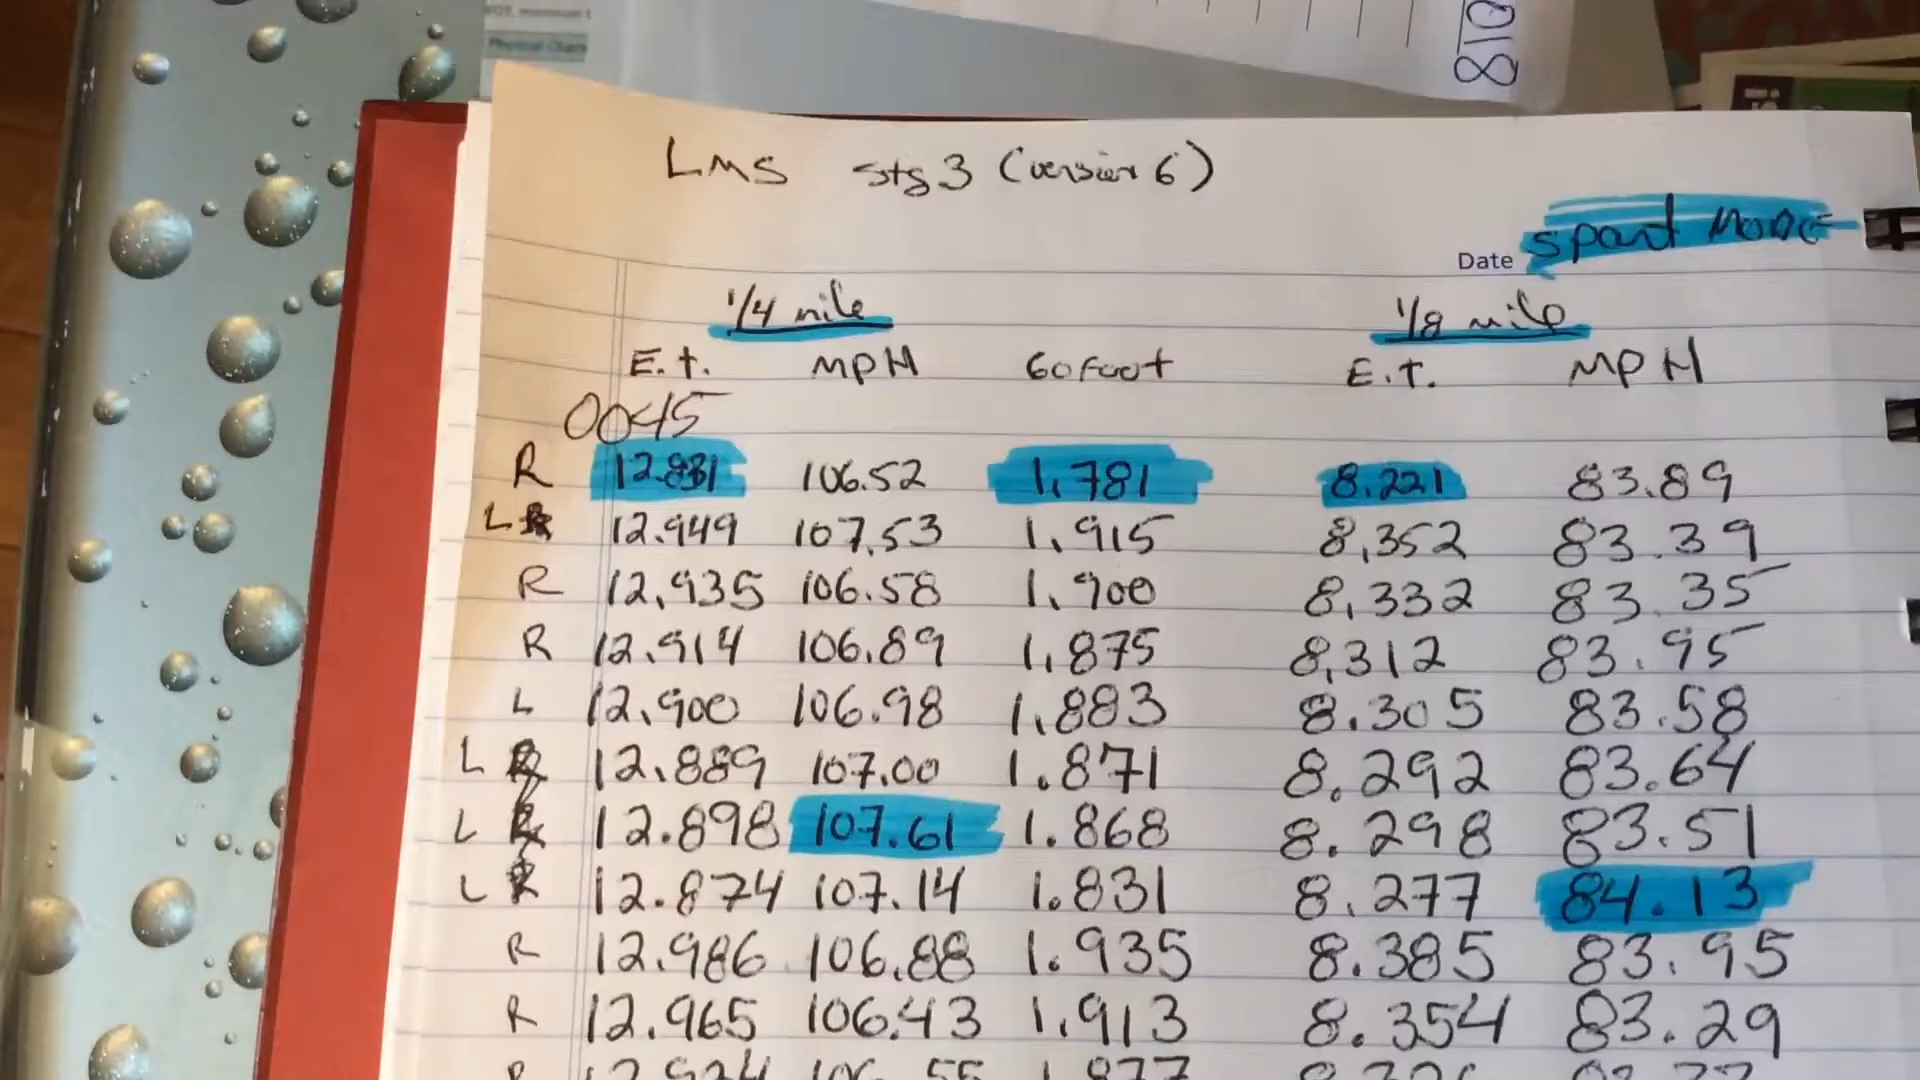 810
LMS stg 3 (version 6)
Date Sport MODE
1/4 mile 1/8 mile
E.t. MPH 60 Foot E.T. MPH
0045
R 12.831 106.52 1.781 8.221 83.89
L 12.949 107.53 1.915 8.352 83.39
R 12.935 106.58 1.900 8.332 83.35
R 12.914 106.89 1.875 8.312 83.95
L 12.900 106.98 1.883 8.305 83.58
L R 12.889 107.00 1.871 8.292 83.64
L R 12.898 107.61 1.868 8.298 83.51
L R 12.874 107.14 1.831 8.277 84.13
R 12.986 106.88 1.935 8.385 83.95
R 12.965 106.43 1.913 8.354 83.29